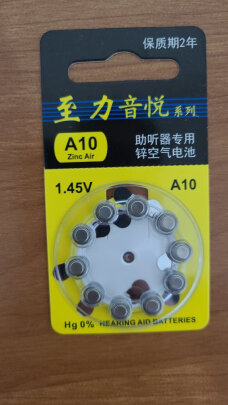 保质期2年
至力音悦系列
A10
Zinc Air
助听器专用
锌空气电池
1.45V
A10
Hg 0% HEARING AID BATTERIES